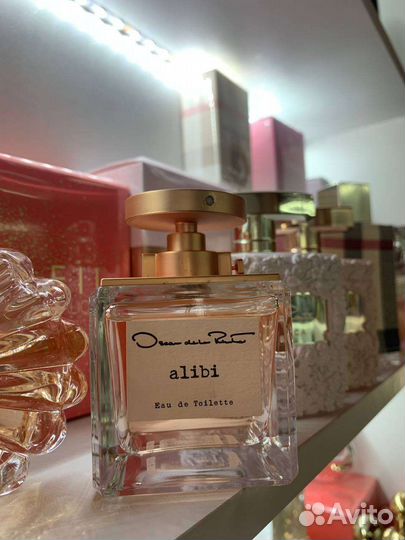 Oscar de la Renta
alibi
Eau de Toilette
Avito